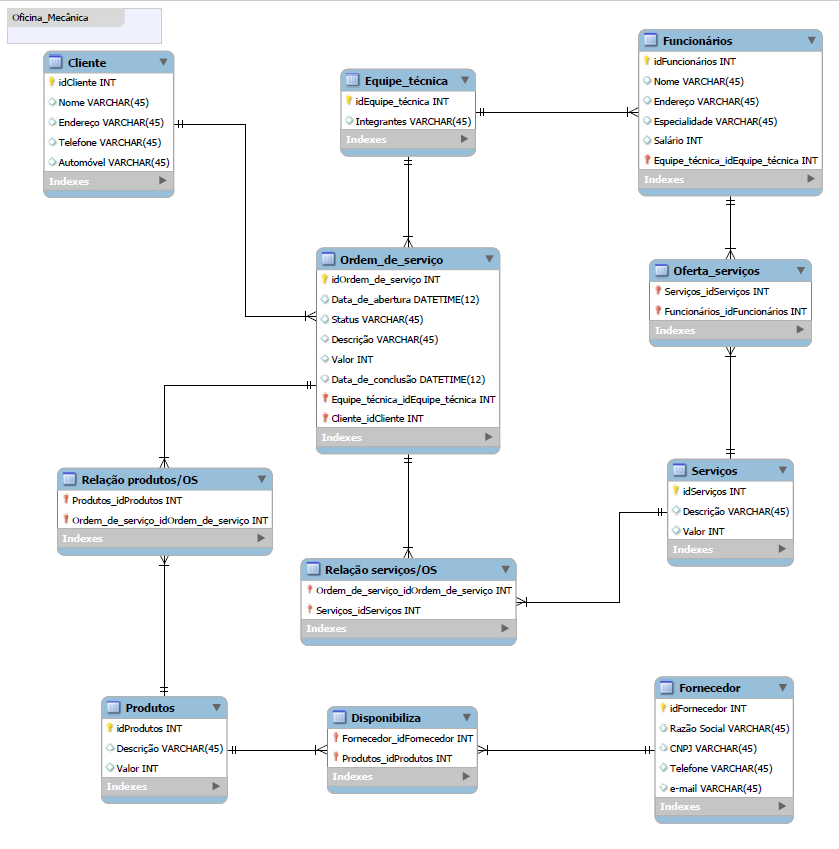 Oficina_Mecânica
Cliente
idCliente INT
Nome VARCHAR(45)
Endereço VARCHAR(45)
Telefone VARCHAR(45)
Automóvel VARCHAR(45)
Indexes
Equipe_técnica
idEquipe_técnica INT
Integrantes VARCHAR(45)
Indexes
Funcionários
idFuncionários INT
Nome VARCHAR(45)
Endereço VARCHAR(45)
Especialidade VARCHAR(45)
Salário INT
Equipe_técnica_idEquipe_técnica INT
Indexes
Ordem_de_serviço
idOrdem_de_serviço INT
Data_de_abertura DATETIME(12)
Status VARCHAR(45)
Descrição VARCHAR(45)
Valor INT
Data_de_conclusão DATETIME(12)
Equipe_técnica_idEquipe_técnica INT
Cliente_idCliente INT
Indexes
Oferta_serviços
Serviços_idServiços INT
Funcionários_idFuncionários INT
Indexes
Relação produtos/OS
Produtos_idProdutos INT
Ordem_de_serviço_idOrdem_de_serviço INT
Indexes
Serviços
idServiços INT
Descrição VARCHAR(45)
Valor INT
Indexes
Relação serviços/OS
Ordem_de_serviço_idOrdem_de_serviço INT
Serviços_idServiços INT
Indexes
Produtos
idProdutos INT
Descrição VARCHAR(45)
Valor INT
Indexes
Disponibiliza
Fornecedor_idFornecedor INT
Produtos_idProdutos INT
Indexes
Fornecedor
idFornecedor INT
Razão Social VARCHAR(45)
CNPJ VARCHAR(45)
Telefone VARCHAR(45)
e-mail VARCHAR(45)
Indexes